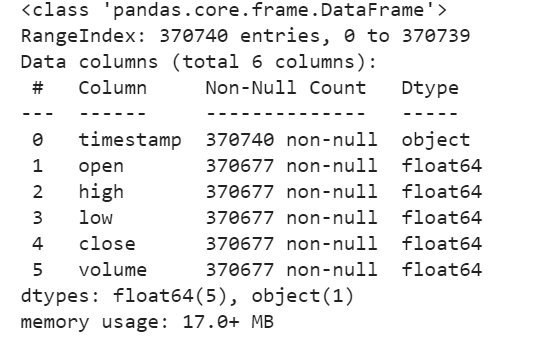 <class 'pandas.core.frame.DataFrame'>
RangeIndex: 370740 entries, 0 to 370739
Data columns (total 6 columns):
 #   Column     Non-Null Count   Dtype
---  ------     --------------   -----
 0   timestamp  370740 non-null  object
 1   open       370677 non-null  float64
 2   high       370677 non-null  float64
 3   low        370677 non-null  float64
 4   close      370677 non-null  float64
 5   volume     370677 non-null  float64
dtypes: float64(5), object(1)
memory usage: 17.0+ MB